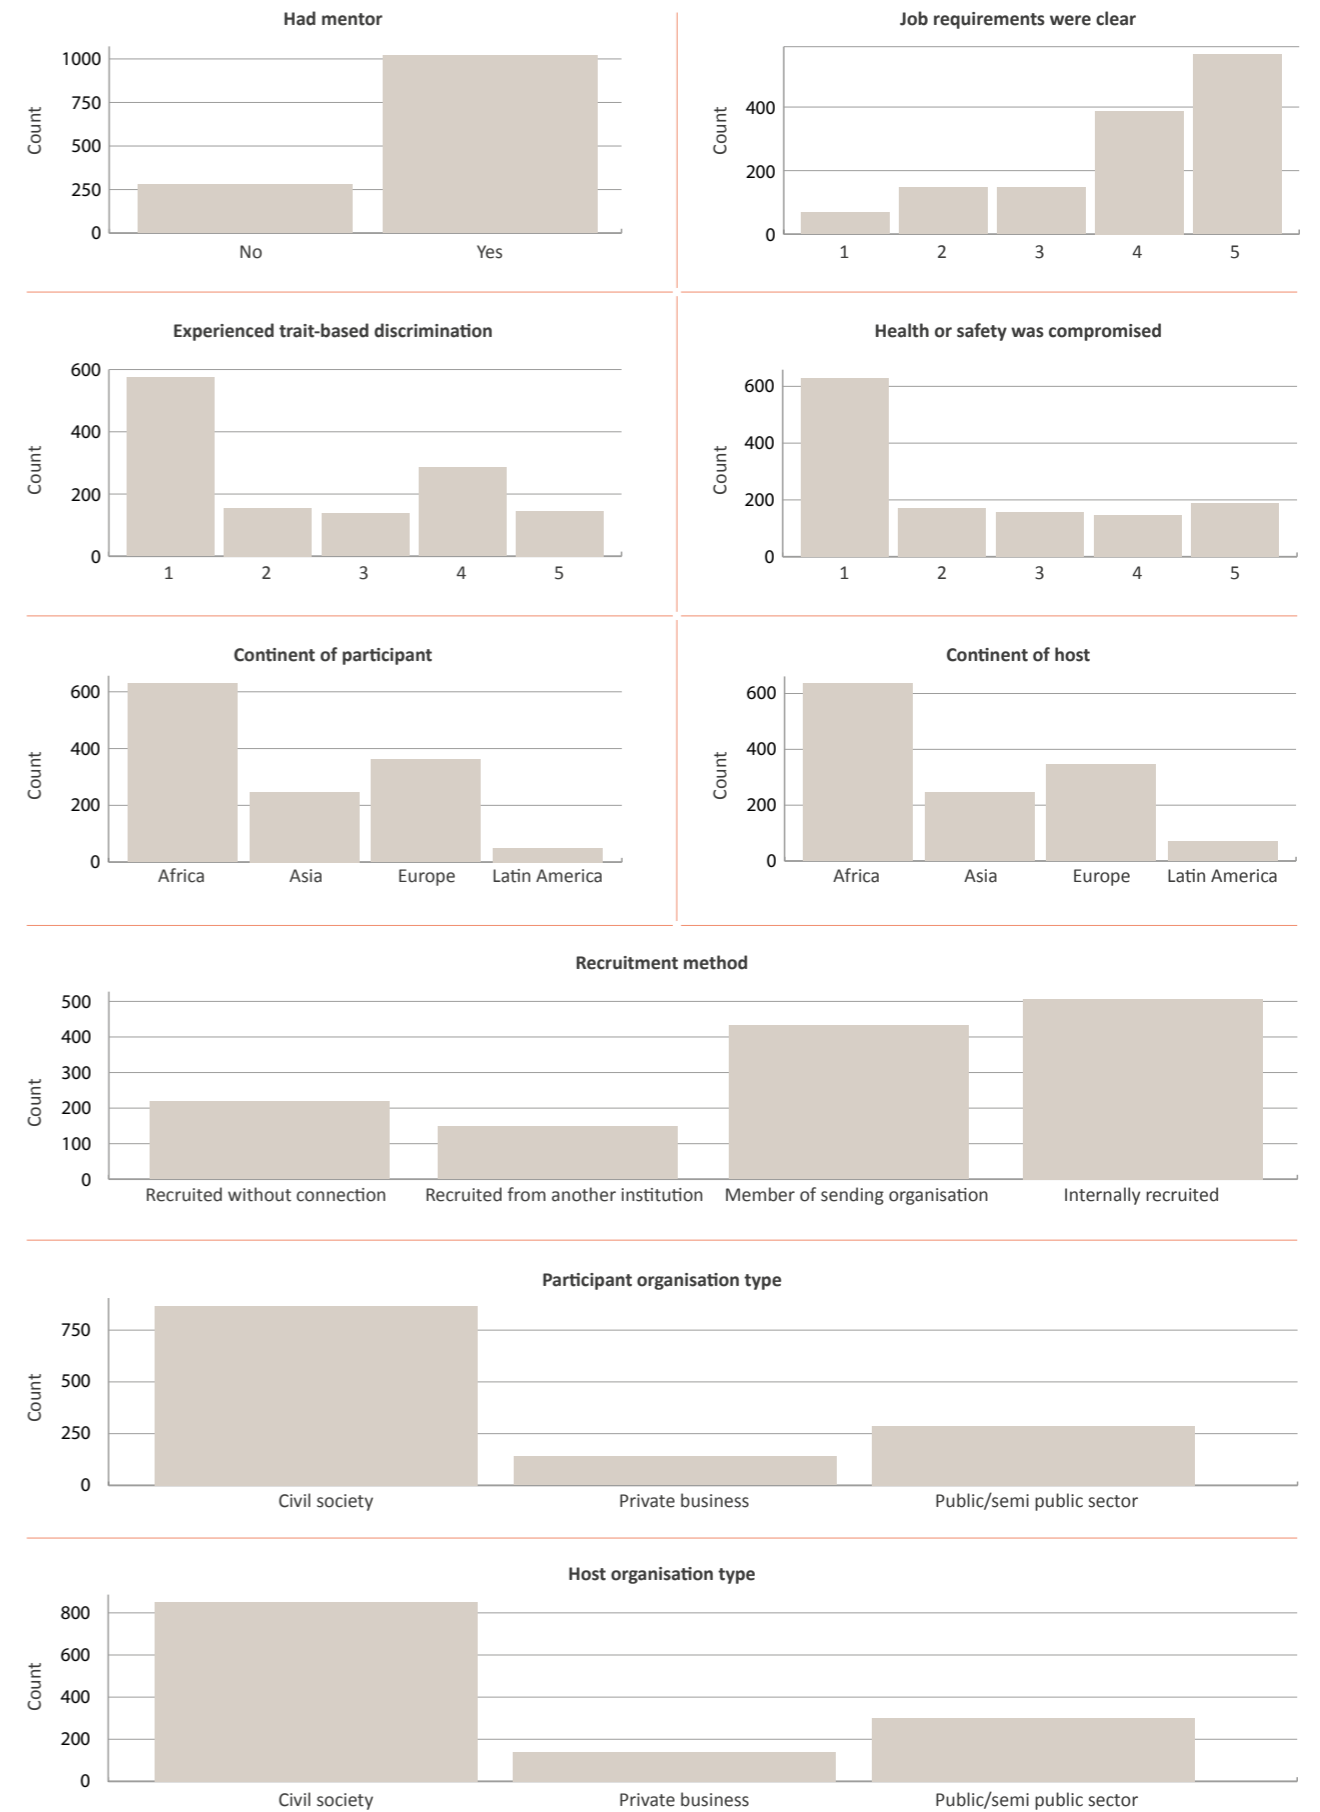 Had mentor
Count
1000
750
500
250
0
No Yes
Job requirements were clear
Count
400
200
0
1 2 3 4 5
Experienced trait-based discrimination
Count
600
400
200
0
1 2 3 4 5
Health or safety was compromised
Count
600
400
200
0
1 2 3 4 5
Continent of participant
Count
600
400
200
0
Africa Asia Europe Latin America
Continent of host
Count
600
400
200
0
Africa Asia Europe Latin America
Recruitment method
Count
500
400
300
200
100
0
Recruited without connection Recruited from another institution Member of sending organisation Internally recruited
Participant organisation type
Count
750
500
250
0
Civil society Private business Public/semi public sector
Host organisation type
Count
800
600
400
200
0
Civil society Private business Public/semi public sector